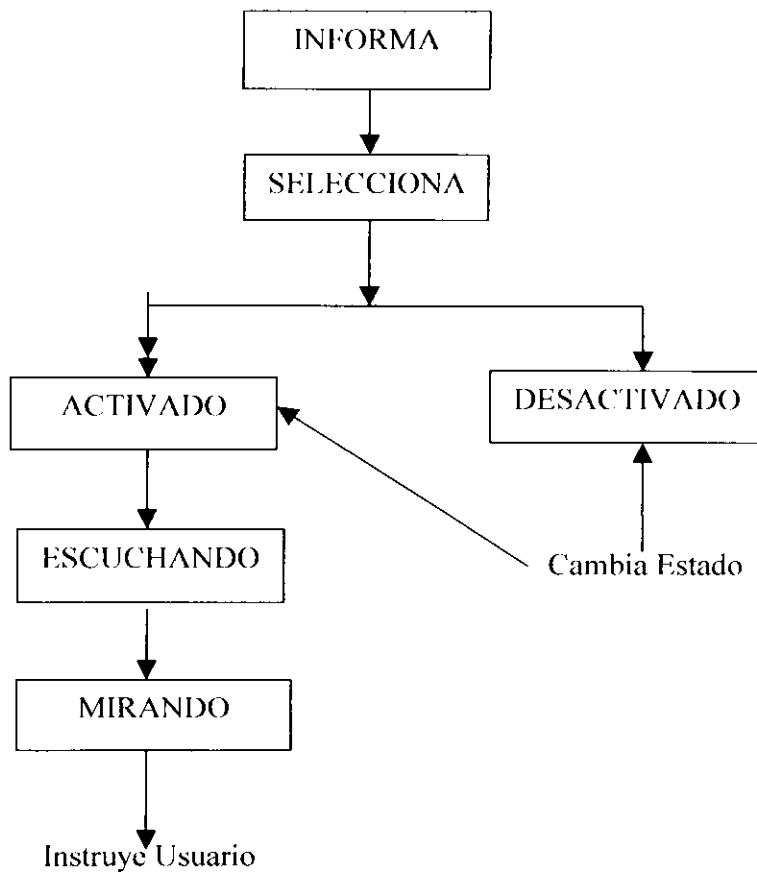 INFORMA
SELECCIONA
ACTIVADO
DESACTIVADO
ESCUCHANDO
Cambia Estado
MIRANDO
Instruye Usuario